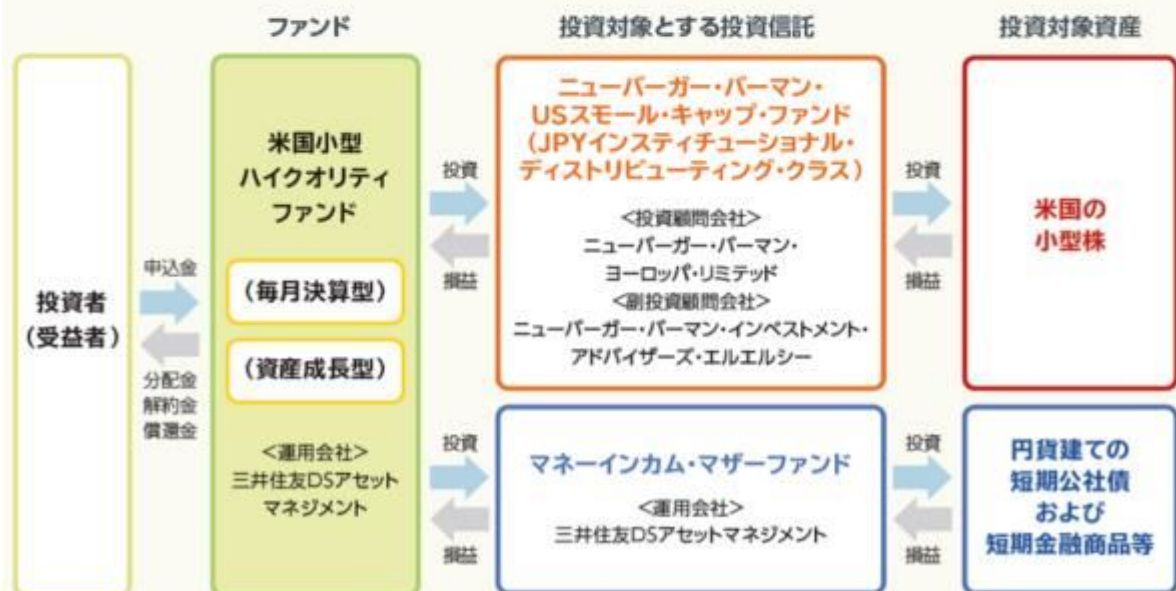 ファンド
投資対象とする投資信託
投資対象資産
投資者
(受益者)
申込金
分配金
解約金
償還金
米国小型
ハイクオリティ
ファンド
(毎月決算型)
(資産成長型)
<運用会社>
三井住友DSアセット
マネジメント
投資
損益
ニューバーガー・バーマン・
USスモール・キャップ・ファンド
(JPYインスティチューショナル・
ディストリビューティング・クラス)
<投資顧問会社>
ニューバーガー・バーマン・
ヨーロッパ・リミテッド
<副投資顧問会社>
ニューバーガー・バーマン・インベストメント・
アドバイザーズ・エルエルシー
投資
損益
米国の
小型株
投資
損益
マネーインカム・マザーファンド
<運用会社>
三井住友DSアセットマネジメント
投資
損益
円貨建ての
短期公社債
および
短期金融商品等